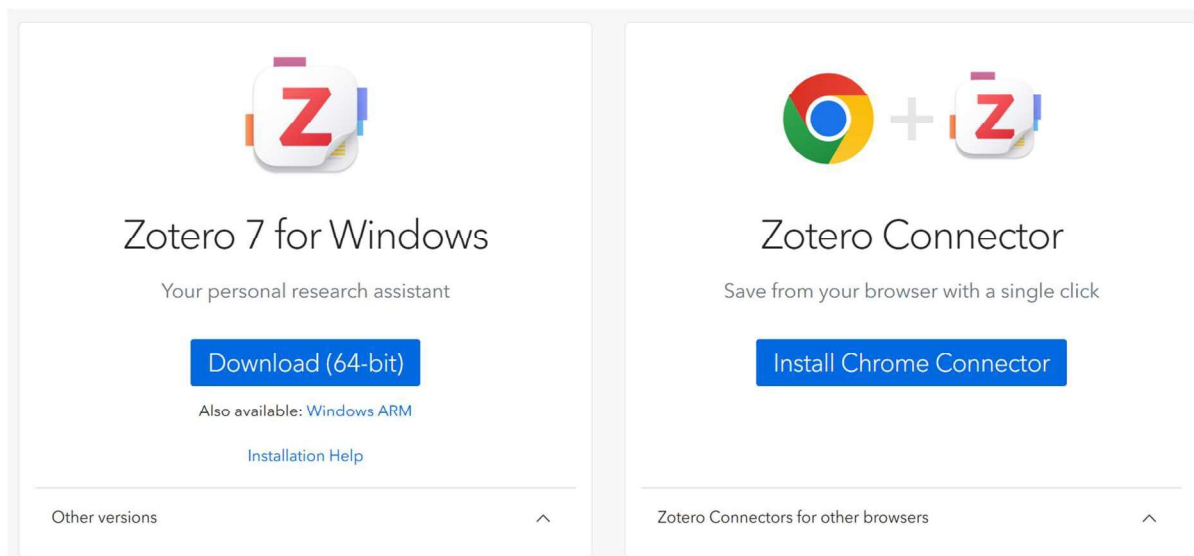 Z
Zotero 7 for Windows
Your personal research assistant
Download (64-bit)
Also available: Windows ARM
Installation Help
Other versions
Z
Zotero Connector
Save from your browser with a single click
Install Chrome Connector
Zotero Connectors for other browsers